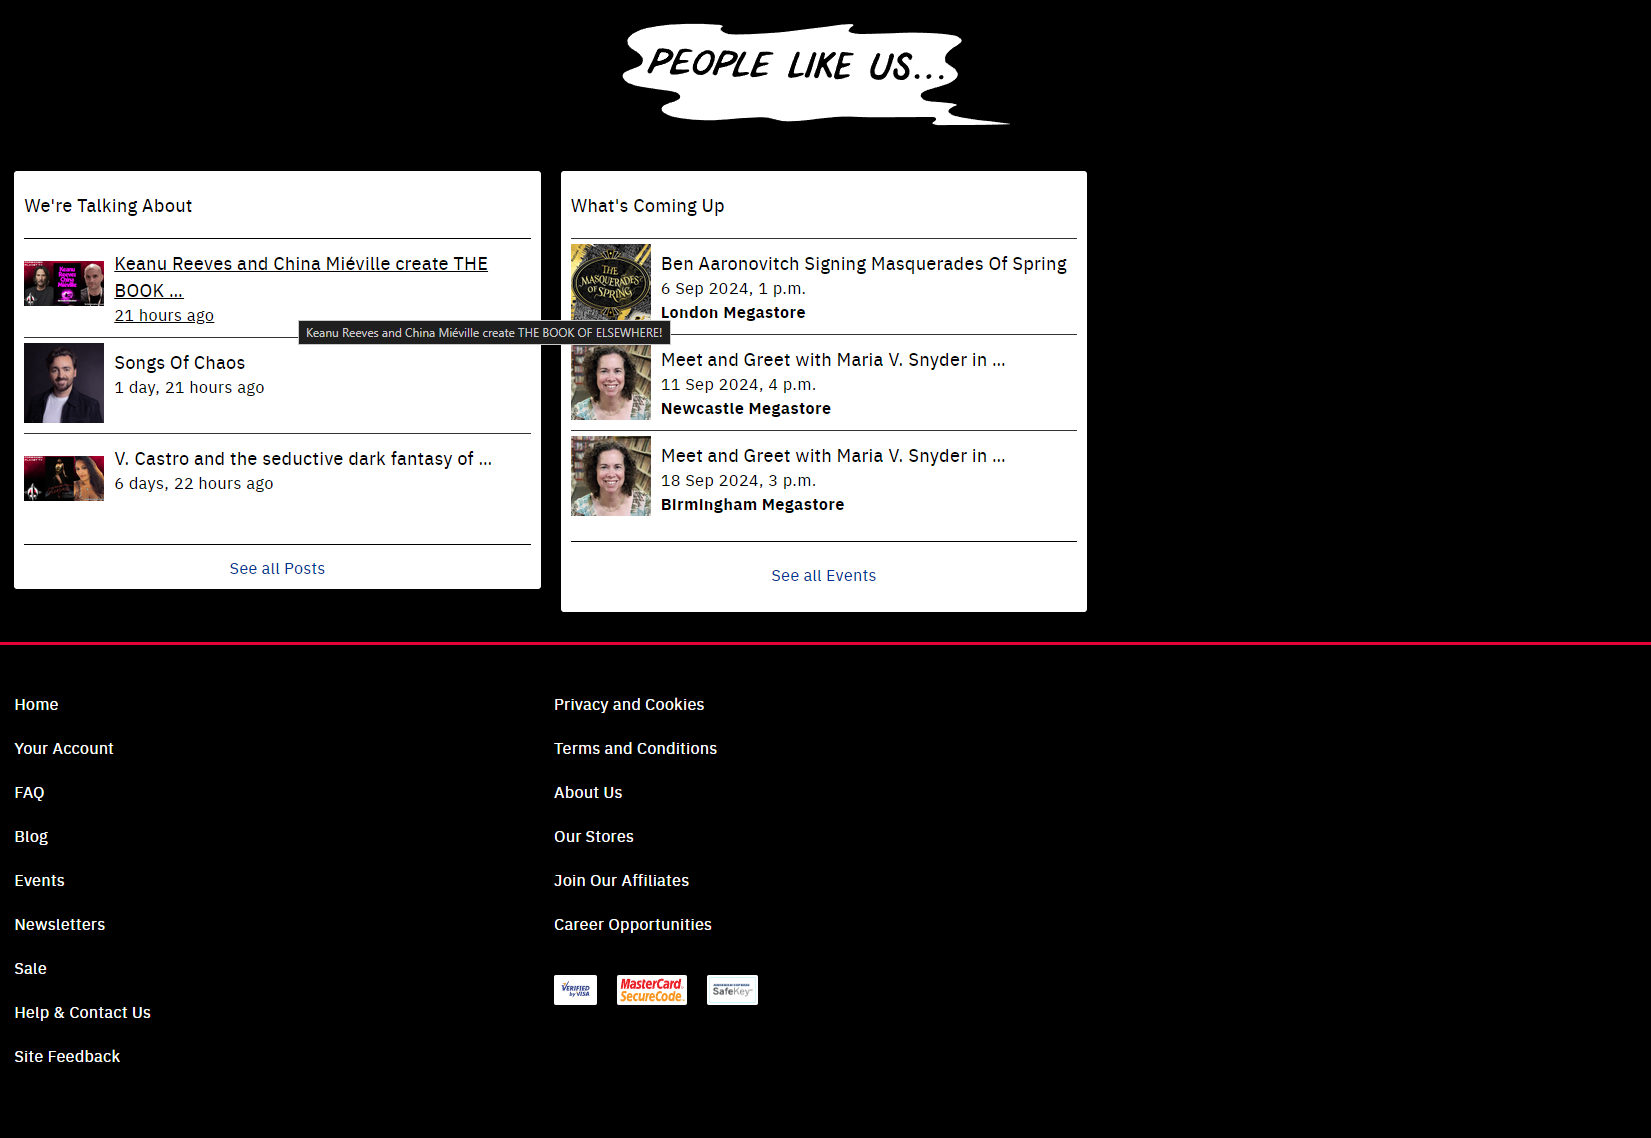 PEOPLE LIKE US...
We're Talking About
Keanu Reeves
China Miéville
Keanu Reeves and China Miéville create THE
BOOK ...
21 hours ago
Keanu Reeves and China Miéville create THE BOOK OF ELSEWHERE!
Songs Of Chaos
1 day, 21 hours ago
V. Castro and the seductive dark fantasy of ...
6 days, 22 hours ago
See all Posts
What's Coming Up
THE
MASQUERADES
OF SPRING
Ben Aaronovitch Signing Masquerades Of Spring
6 Sep 2024, 1 p.m.
London Megastore
Meet and Greet with Maria V. Snyder in ...
11 Sep 2024, 4 p.m.
Newcastle Megastore
Meet and Greet with Maria V. Snyder in ...
18 Sep 2024, 3 p.m.
Birmingham Megastore
See all Events
Home
Your Account
FAQ
Blog
Events
Newsletters
Sale
Help & Contact Us
Site Feedback
Privacy and Cookies
Terms and Conditions
About Us
Our Stores
Join Our Affiliates
Career Opportunities
VERIFIED
by VISA
MasterCard.
SecureCode.
SafeKey